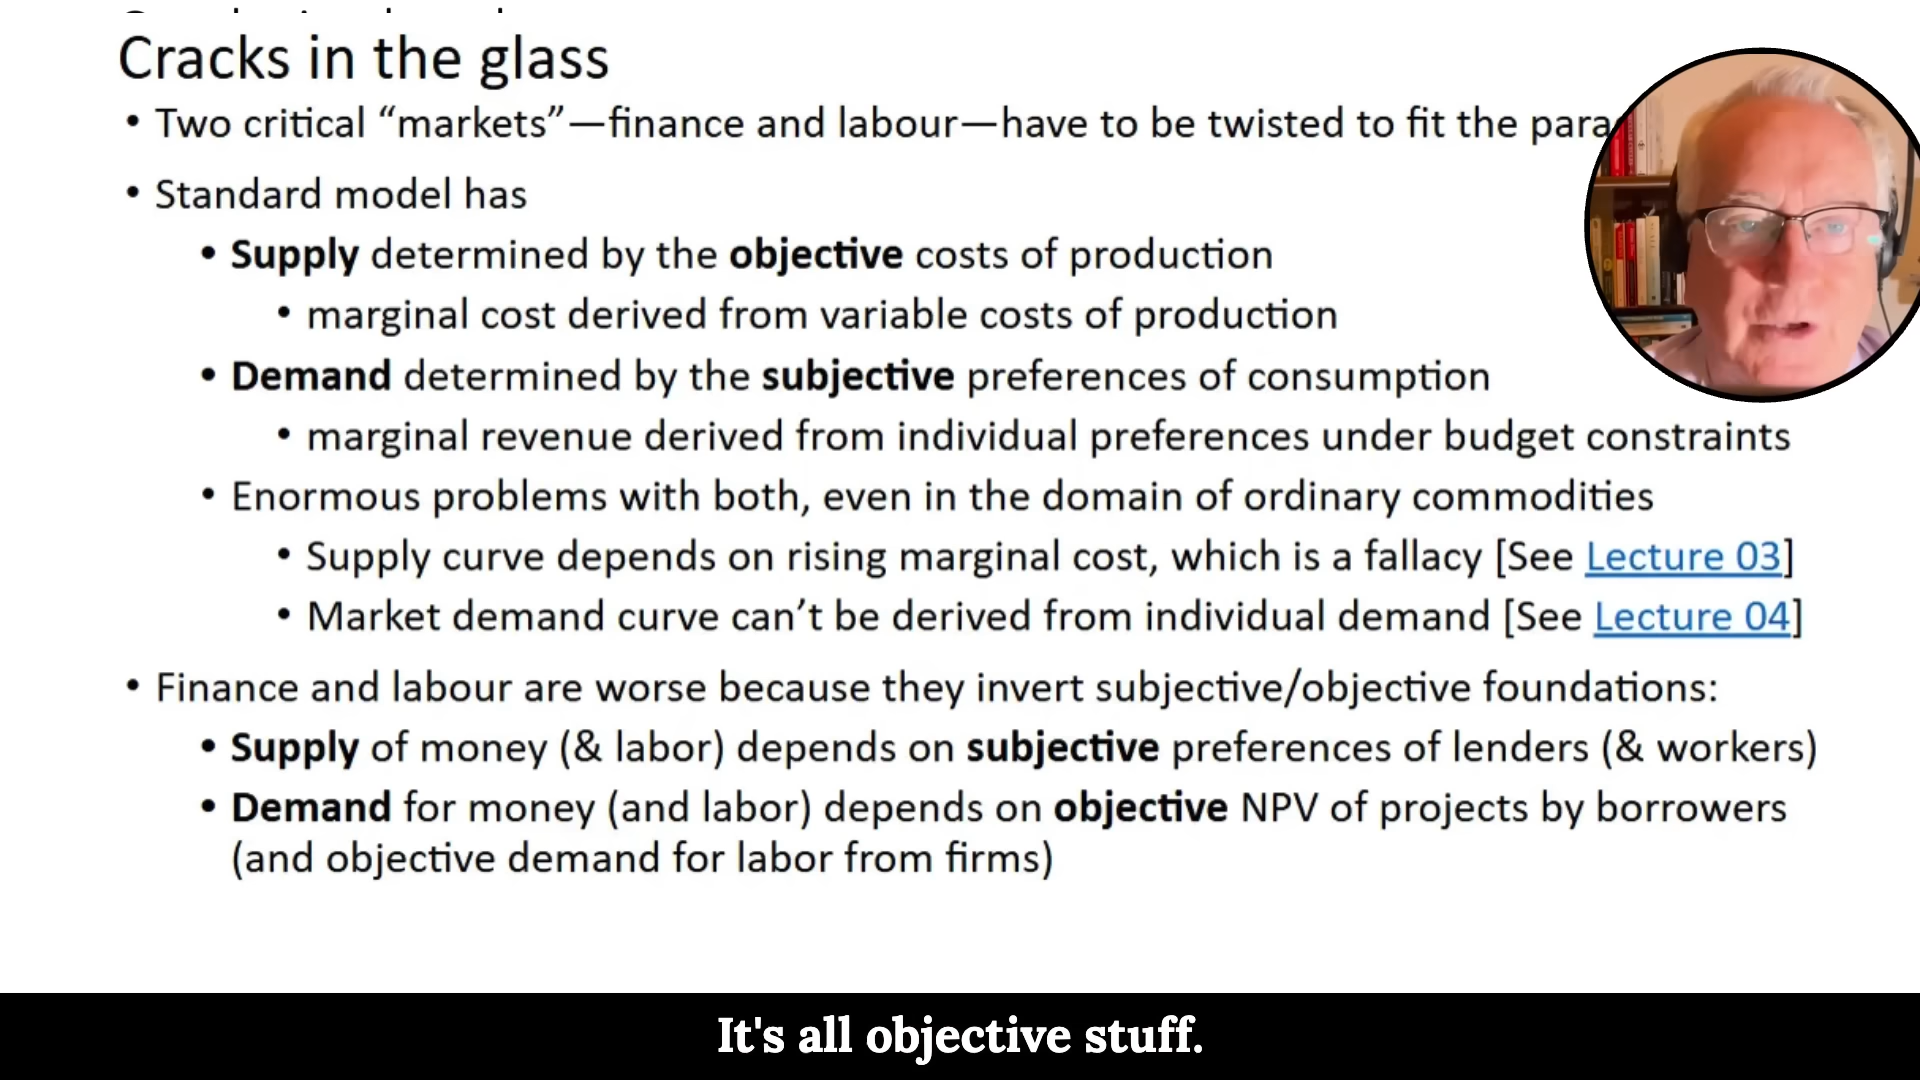 Cracks in the glass
• Two critical “markets”—finance and labour—have to be twisted to fit the
• Standard model has
• Supply determined by the objective costs of production
• marginal cost derived from variable costs of production
• Demand determined by the subjective preferences of consumption
• marginal revenue derived from individual preferences under budget constraints
• Enormous problems with both, even in the domain of ordinary commodities
• Supply curve depends on rising marginal cost, which is a fallacy [See Lecture 03]
• Market demand curve can’t be derived from individual demand [See Lecture 04]
• Finance and labour are worse because they invert subjective/objective foundations:
• Supply of money (& labor) depends on subjective preferences of lenders (& workers)
• Demand for money (and labor) depends on objective NPV of projects by borrowers
(and objective demand for labor from firms)
It's all objective stuff.